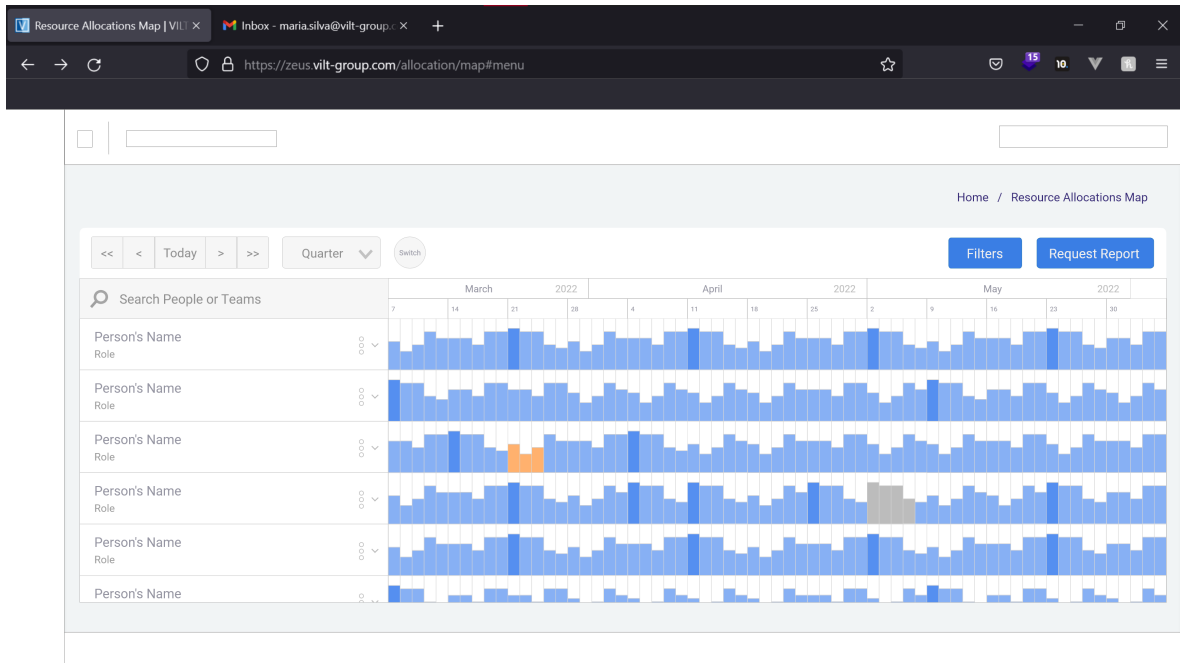 Resource Allocations Map | VILT
Inbox - maria.silva@vilt-group.c
https://zeus.vilt-group.com/allocation/map#menu
15
10.
Home / Resource Allocations Map
<< < Today > >> Quarter Switch Filters Request Report
Search People or Teams
March 2022 April 2022 May 2022
7 14 21 28 4 11 18 25 2 9 16 23 30
Person's Name
Role
Person's Name
Role
Person's Name
Role
Person's Name
Role
Person's Name
Role
Person's Name